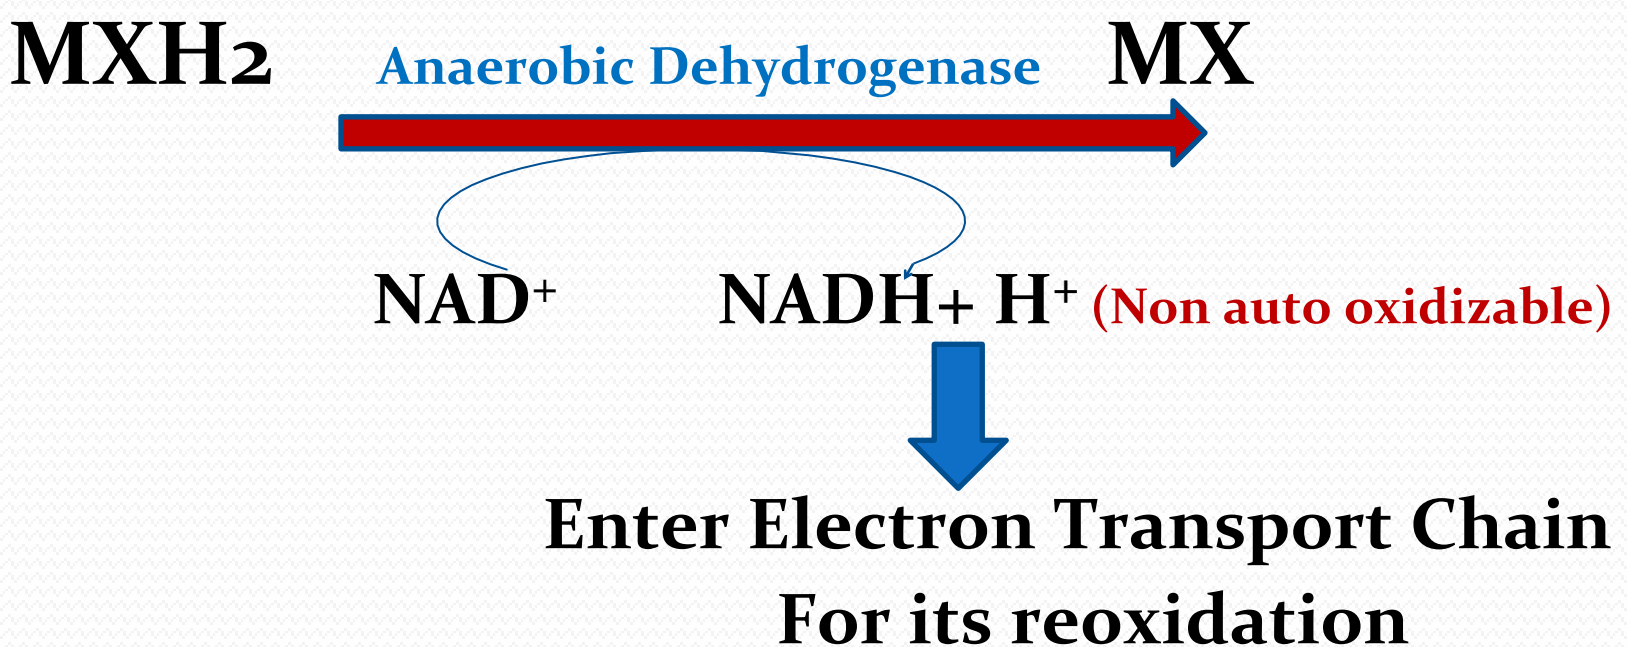 MXH2 Anaerobic Dehydrogenase MX
NAD⁺ NADH+ H⁺ (Non auto oxidizable)
Enter Electron Transport Chain
For its reoxidation